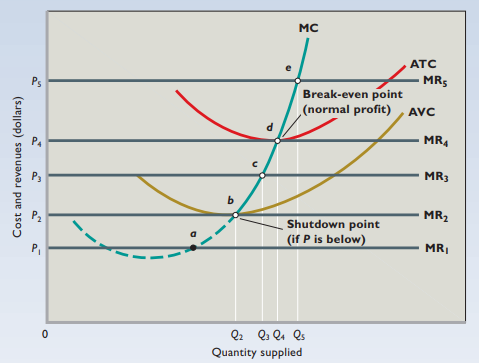 MC
e
ATC
P5
MR5
Break-even point
(normal profit)
AVC
d
P4
MR4
c
P3
MR3
b
P2
MR2
Shutdown point
(if P is below)
a
P1
MR1
Cost and revenues (dollars)
0
Q2 Q3 Q4 Q5
Quantity supplied